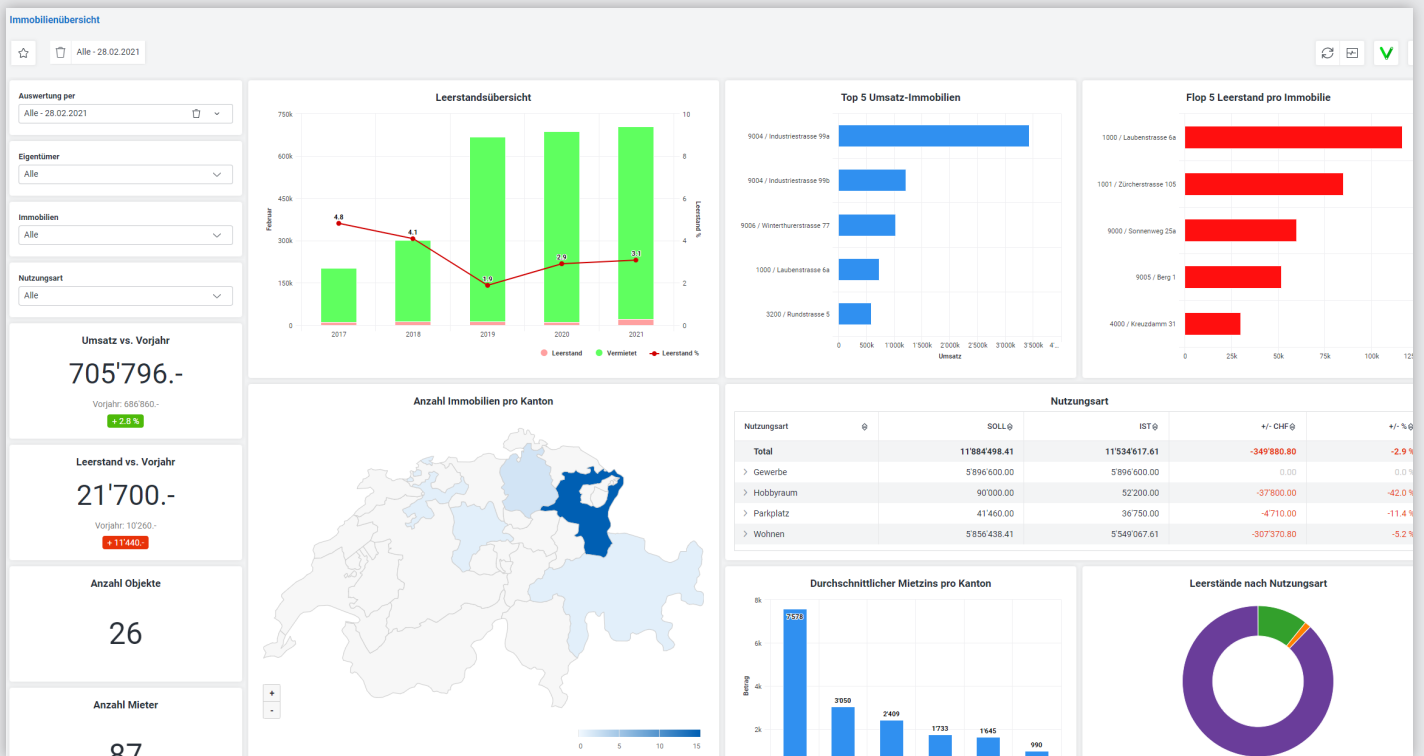 Immobilienübersicht
Alle - 28.02.2021
Auswertung per
Alle - 28.02.2021
Eigentümer
Alle
Immobilien
Alle
Nutzungsart
Alle
Umsatz vs. Vorjahr
705'796.-
Vorjahr: 686'860.-
+ 2.8 %
Leerstand vs. Vorjahr
21'700.-
Vorjahr: 10'260.-
+ 11'440.-
Anzahl Objekte
26
Anzahl Mieter
87
Leerstandsübersicht
750k
600k
450k
300k
150k
0
Februar
10
8
6
4
2
0
Leerstand %
4.8
4.1
1.9
2.9
3.1
2017 2018 2019 2020 2021
Leerstand Vermietet Leerstand %
Top 5 Umsatz-Immobilien
9004 / Industriestrasse 99a
9004 / Industriestrasse 99b
9006 / Winterthurerstrasse 77
1000 / Laubenstrasse 6a
3200 / Rundstrasse 5
0 500k 1'000k 1'500k 2'000k 2'500k 3'000k 3'500k 4'...
Umsatz
Flop 5 Leerstand pro Immobilie
1000 / Laubenstrasse 6a
1001 / Zürcherstrasse 105
9000 / Sonnenweg 25a
9005 / Berg 1
4000 / Kreuzdamm 31
0 25k 50k 75k 100k 125
Anzahl Immobilien pro Kanton
+
-
0 5 10 15
Nutzungsart
Nutzungsart SOLL IST +/- CHF +/- %
Total 11'884'498.41 11'534'617.61 -349'880.80 -2.9 %
Gewerbe 5'896'600.00 5'896'600.00 0.00 0.0 %
Hobbyraum 90'000.00 52'200.00 -37'800.00 -42.0 %
Parkplatz 41'460.00 36'750.00 -4'710.00 -11.4 %
Wohnen 5'856'438.41 5'549'067.61 -307'370.80 -5.2 %
Durchschnittlicher Mietzins pro Kanton
8k
6k
4k
2k
Betrag
7'578
3'050
2'409
1'733
1'645
990
Leerstände nach Nutzungsart